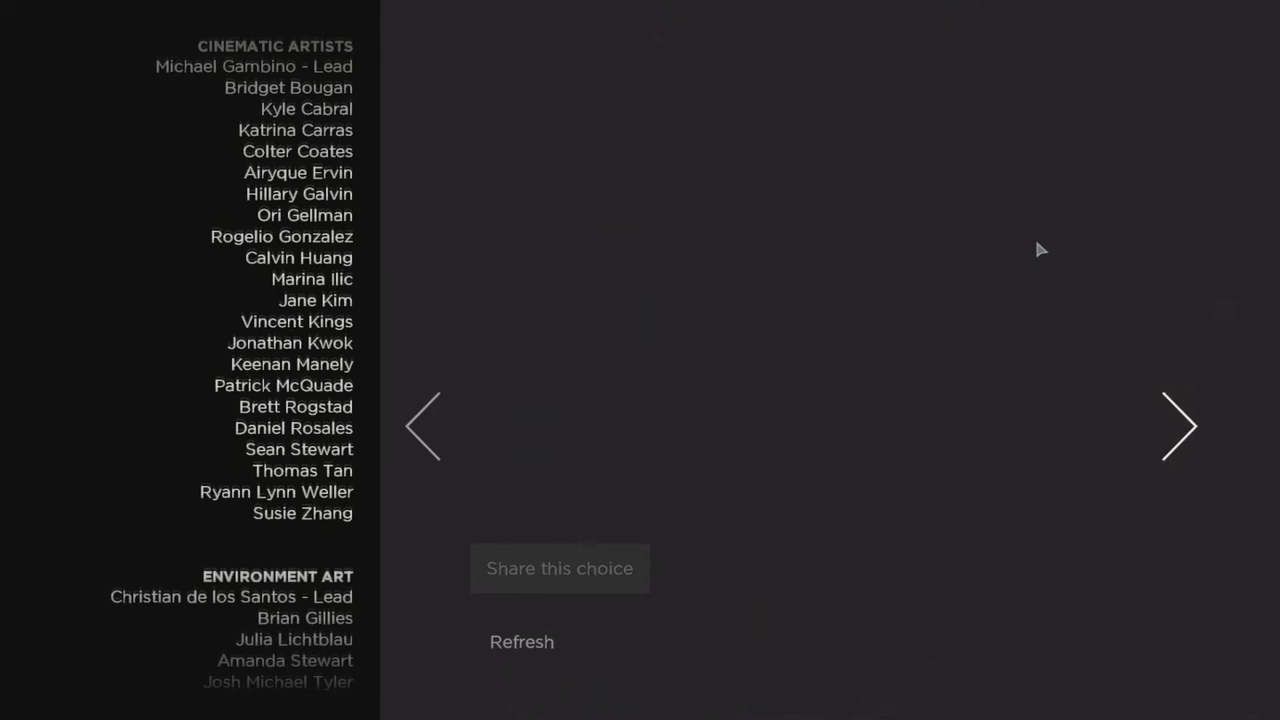 CINEMATIC ARTISTS
Michael Gambino - Lead
Bridget Bougan
Kyle Cabral
Katrina Carras
Colter Coates
Airyque Ervin
Hillary Galvin
Ori Gellman
Rogelio Gonzalez
Calvin Huang
Marina Ilic
Jane Kim
Vincent Kings
Jonathan Kwok
Keenan Manely
Patrick McQuade
Brett Rogstad
Daniel Rosales
Sean Stewart
Thomas Tan
Ryann Lynn Weller
Susie Zhang
ENVIRONMENT ART
Christian de los Santos - Lead
Brian Gillies
Julia Lichtblau
Amanda Stewart
Josh Michael Tyler
Share this choice
Refresh